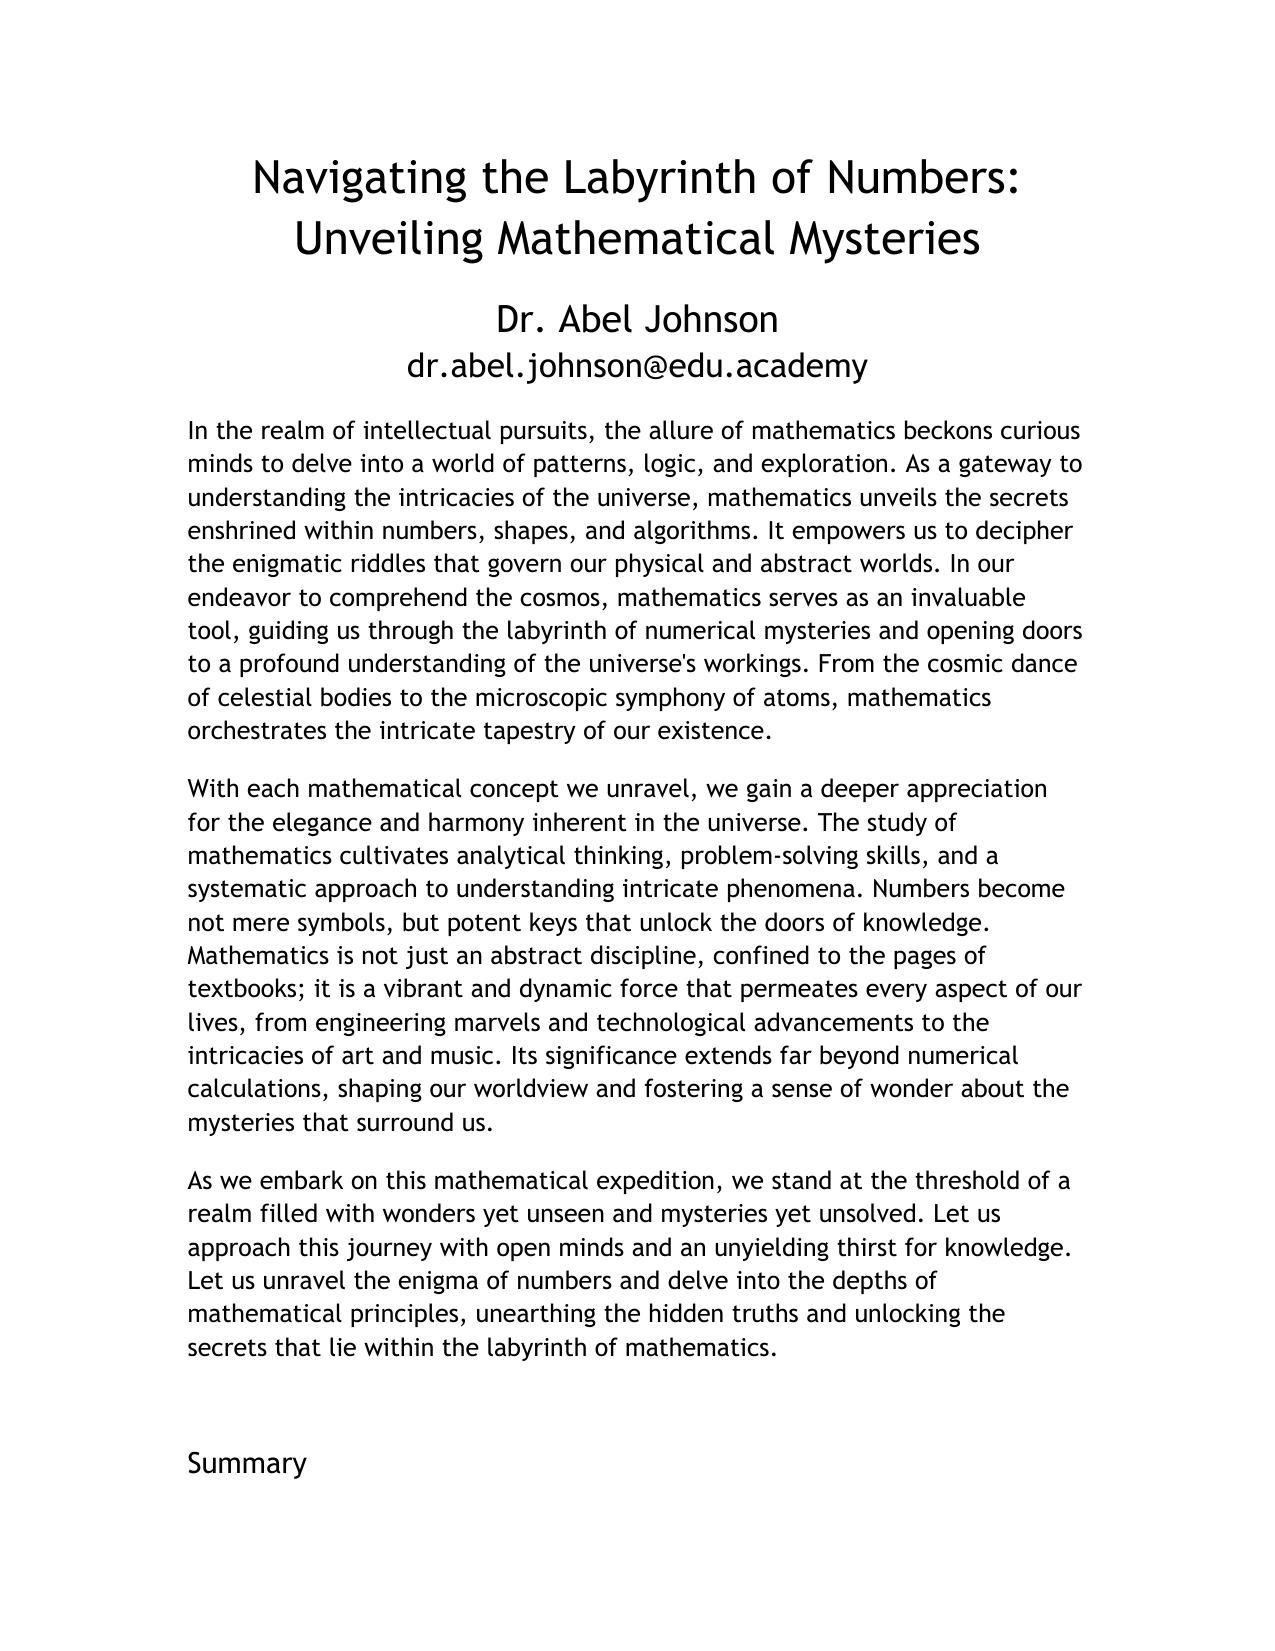 Navigating the Labyrinth of Numbers:
Unveiling Mathematical Mysteries
Dr. Abel Johnson
dr.abel.johnson@edu.academy
In the realm of intellectual pursuits, the allure of mathematics beckons curious
minds to delve into a world of patterns, logic, and exploration. As a gateway to
understanding the intricacies of the universe, mathematics unveils the secrets
enshrined within numbers, shapes, and algorithms. It empowers us to decipher
the enigmatic riddles that govern our physical and abstract worlds. In our
endeavor to comprehend the cosmos, mathematics serves as an invaluable
tool, guiding us through the labyrinth of numerical mysteries and opening doors
to a profound understanding of the universe's workings. From the cosmic dance
of celestial bodies to the microscopic symphony of atoms, mathematics
orchestrates the intricate tapestry of our existence.
With each mathematical concept we unravel, we gain a deeper appreciation
for the elegance and harmony inherent in the universe. The study of
mathematics cultivates analytical thinking, problem-solving skills, and a
systematic approach to understanding intricate phenomena. Numbers become
not mere symbols, but potent keys that unlock the doors of knowledge.
Mathematics is not just an abstract discipline, confined to the pages of
textbooks; it is a vibrant and dynamic force that permeates every aspect of our
lives, from engineering marvels and technological advancements to the
intricacies of art and music. Its significance extends far beyond numerical
calculations, shaping our worldview and fostering a sense of wonder about the
mysteries that surround us.
As we embark on this mathematical expedition, we stand at the threshold of a
realm filled with wonders yet unseen and mysteries yet unsolved. Let us
approach this journey with open minds and an unyielding thirst for knowledge.
Let us unravel the enigma of numbers and delve into the depths of
mathematical principles, unearthing the hidden truths and unlocking the
secrets that lie within the labyrinth of mathematics.
Summary